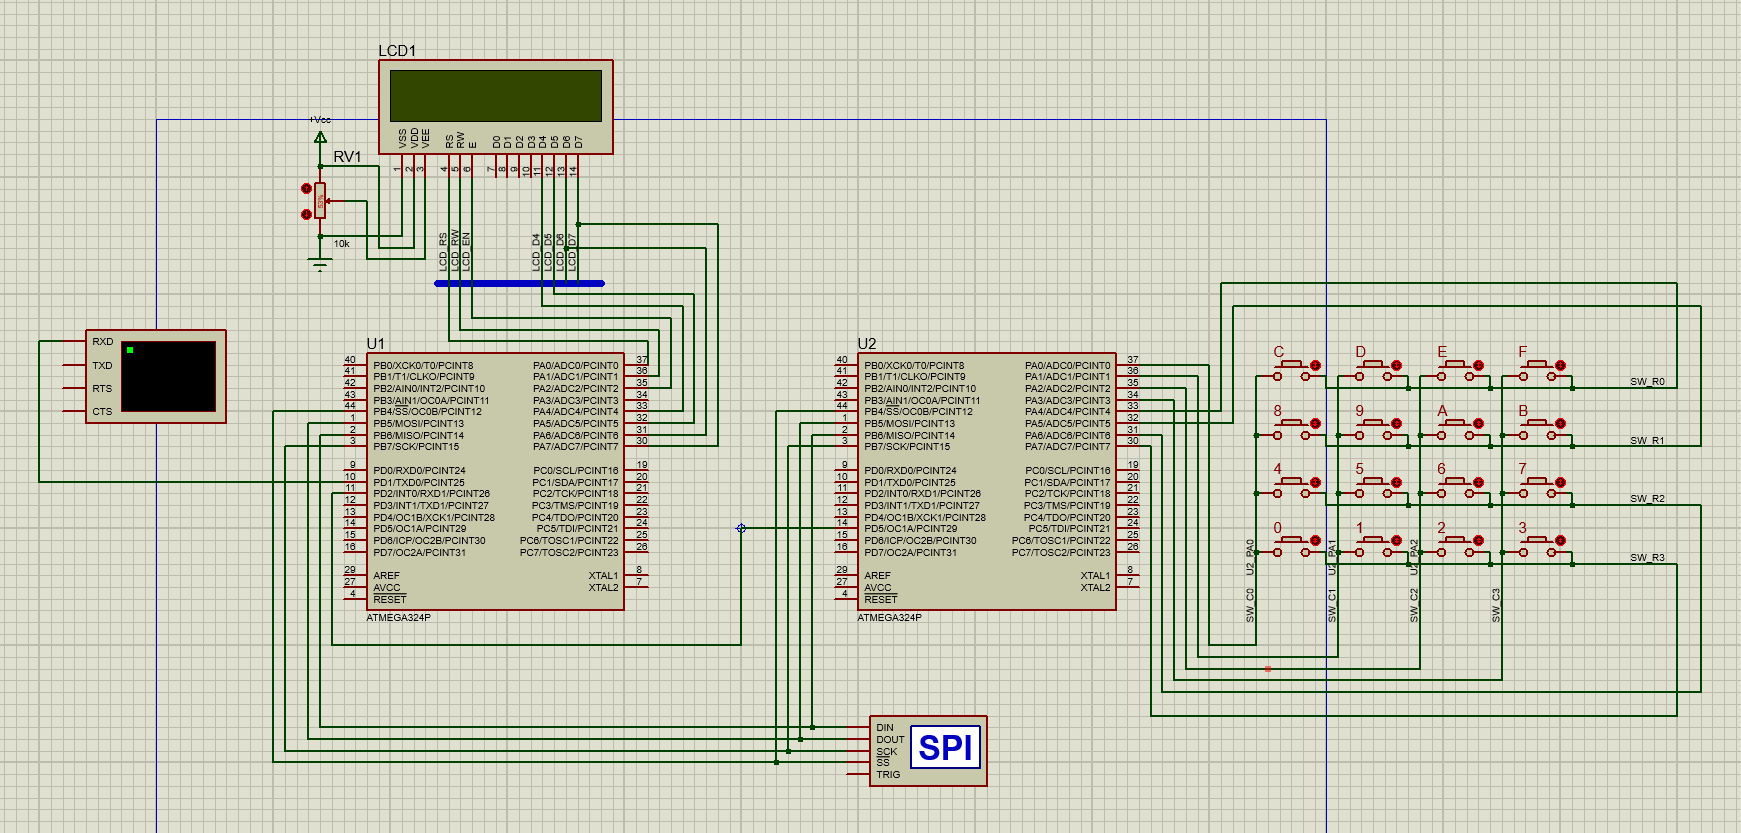 LCD1
+Vcc
RV1
10k
VSS
VDD
VEE
RS
RW
E
D0
D1
D2
D3
D4
D5
D6
D7
1
2
3
4
5
6
7
8
9
10
11
12
13
14
LCD_RS
LCD_RW
LCD_EN
LCD_D4
LCD_D5
LCD_D6
LCD_D7
RXD
TXD
RTS
CTS
U1
40 PB0/XCK0/T0/PCINT8 PA0/ADC0/PCINT0 37
41 PB1/T1/CLKO/PCINT9 PA1/ADC1/PCINT1 36
42 PB2/AIN0/INT2/PCINT10 PA2/ADC2/PCINT2 35
43 PB3/AIN1/OC0A/PCINT11 PA3/ADC3/PCINT3 34
44 PB4/SS/OC0B/PCINT12 PA4/ADC4/PCINT4 33
1 PB5/MOSI/PCINT13 PA5/ADC5/PCINT5 32
2 PB6/MISO/PCINT14 PA6/ADC6/PCINT6 31
3 PB7/SCK/PCINT15 PA7/ADC7/PCINT7 30
9 PD0/RXD0/PCINT24 PC0/SCL/PCINT16 19
10 PD1/TXD0/PCINT25 PC1/SDA/PCINT17 20
11 PD2/INT0/RXD1/PCINT26 PC2/TCK/PCINT18 21
12 PD3/INT1/TXD1/PCINT27 PC3/TMS/PCINT19 22
13 PD4/OC1B/XCK1/PCINT28 PC4/TDO/PCINT20 23
14 PD5/OC1A/PCINT29 PC5/TDI/PCINT21 24
15 PD6/ICP/OC2B/PCINT30 PC6/TOSC1/PCINT22 25
16 PD7/OC2A/PCINT31 PC7/TOSC2/PCINT23 26
29 AREF XTAL1 8
27 AVCC XTAL2 7
4 RESET
ATMEGA324P
U2
40 PB0/XCK0/T0/PCINT8 PA0/ADC0/PCINT0 37
41 PB1/T1/CLKO/PCINT9 PA1/ADC1/PCINT1 36
42 PB2/AIN0/INT2/PCINT10 PA2/ADC2/PCINT2 35
43 PB3/AIN1/OC0A/PCINT11 PA3/ADC3/PCINT3 34
44 PB4/SS/OC0B/PCINT12 PA4/ADC4/PCINT4 33
1 PB5/MOSI/PCINT13 PA5/ADC5/PCINT5 32
2 PB6/MISO/PCINT14 PA6/ADC6/PCINT6 31
3 PB7/SCK/PCINT15 PA7/ADC7/PCINT7 30
9 PD0/RXD0/PCINT24 PC0/SCL/PCINT16 19
10 PD1/TXD0/PCINT25 PC1/SDA/PCINT17 20
11 PD2/INT0/RXD1/PCINT26 PC2/TCK/PCINT18 21
12 PD3/INT1/TXD1/PCINT27 PC3/TMS/PCINT19 22
13 PD4/OC1B/XCK1/PCINT28 PC4/TDO/PCINT20 23
14 PD5/OC1A/PCINT29 PC5/TDI/PCINT21 24
15 PD6/ICP/OC2B/PCINT30 PC6/TOSC1/PCINT22 25
16 PD7/OC2A/PCINT31 PC7/TOSC2/PCINT23 26
29 AREF XTAL1 8
27 AVCC XTAL2 7
4 RESET
ATMEGA324P
C D E F
SW_R0
8 9 A B
SW_R1
4 5 6 7
SW_R2
0 1 2 3
SW_R3
U2_PA0
U2_PA1
U2_PA2
SW_C0
SW_C1
SW_C2
SW_C3
DIN
DOUT
SCK
SS
TRIG
SPI